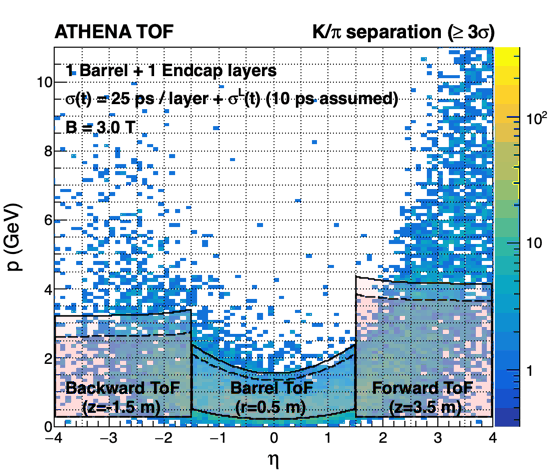 ATHENA TOF K/π separation (≥ 3σ)
1 Barrel + 1 Endcap layers
σ(t) = 25 ps / layer + σᴸ(t) (10 ps assumed)
B = 3.0 T
p (GeV)
10
8
6
4
2
0
10²
10
1
Backward ToF Barrel ToF Forward ToF
(z=-1.5 m) (r=0.5 m) (z=3.5 m)
−4 −3 −2 −1 0 1 2 3 4
η